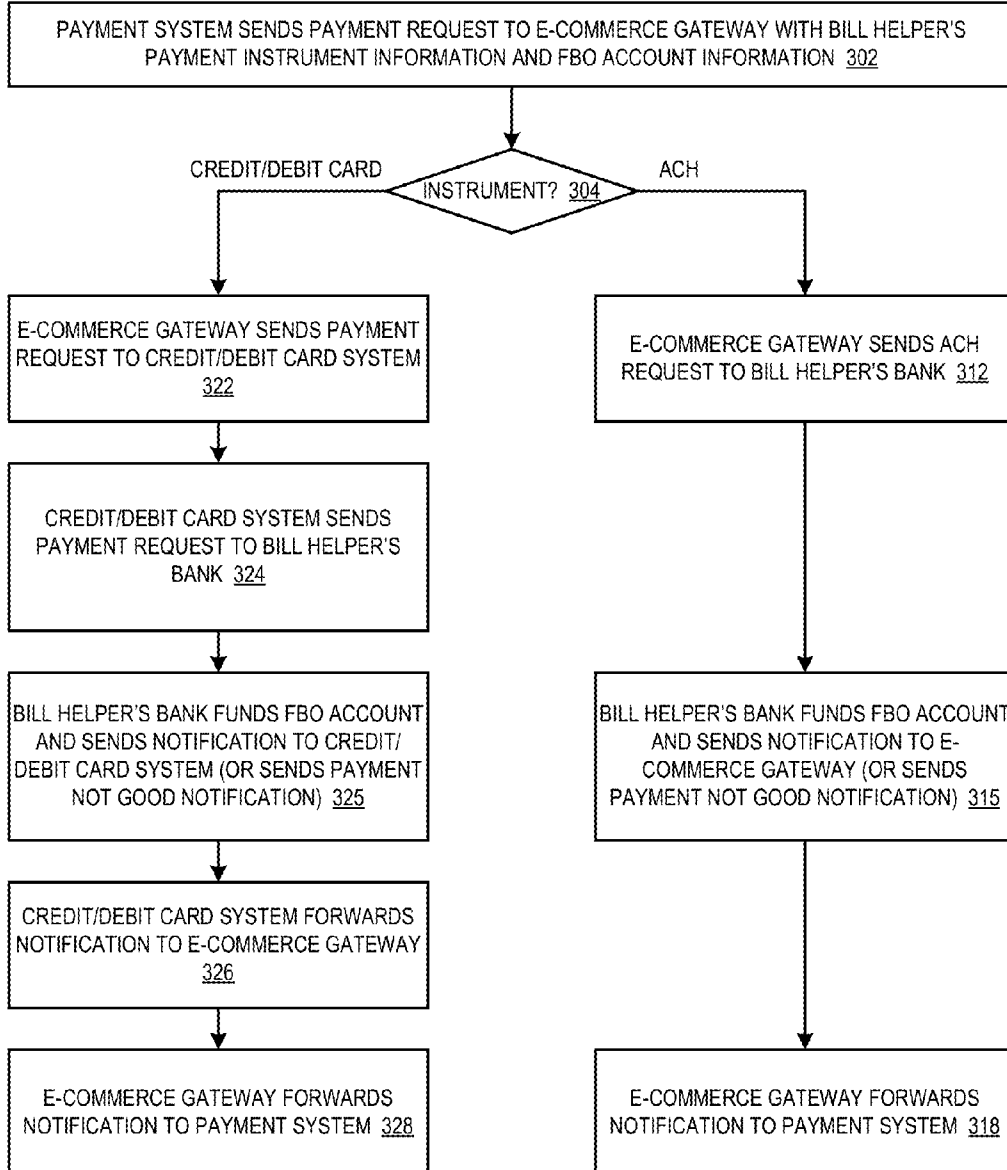 PAYMENT SYSTEM SENDS PAYMENT REQUEST TO E-COMMERCE GATEWAY WITH BILL HELPER'S
PAYMENT INSTRUMENT INFORMATION AND FBO ACCOUNT INFORMATION 302
CREDIT/DEBIT CARD
INSTRUMENT? 304
ACH
E-COMMERCE GATEWAY SENDS PAYMENT
REQUEST TO CREDIT/DEBIT CARD SYSTEM
322
E-COMMERCE GATEWAY SENDS ACH
REQUEST TO BILL HELPER'S BANK 312
CREDIT/DEBIT CARD SYSTEM SENDS
PAYMENT REQUEST TO BILL HELPER'S
BANK 324
BILL HELPER'S BANK FUNDS FBO ACCOUNT
AND SENDS NOTIFICATION TO CREDIT/
DEBIT CARD SYSTEM (OR SENDS PAYMENT
NOT GOOD NOTIFICATION) 325
BILL HELPER'S BANK FUNDS FBO ACCOUNT
AND SENDS NOTIFICATION TO E-
COMMERCE GATEWAY (OR SENDS
PAYMENT NOT GOOD NOTIFICATION) 315
CREDIT/DEBIT CARD SYSTEM FORWARDS
NOTIFICATION TO E-COMMERCE GATEWAY
326
E-COMMERCE GATEWAY FORWARDS
NOTIFICATION TO PAYMENT SYSTEM 328
E-COMMERCE GATEWAY FORWARDS
NOTIFICATION TO PAYMENT SYSTEM 318